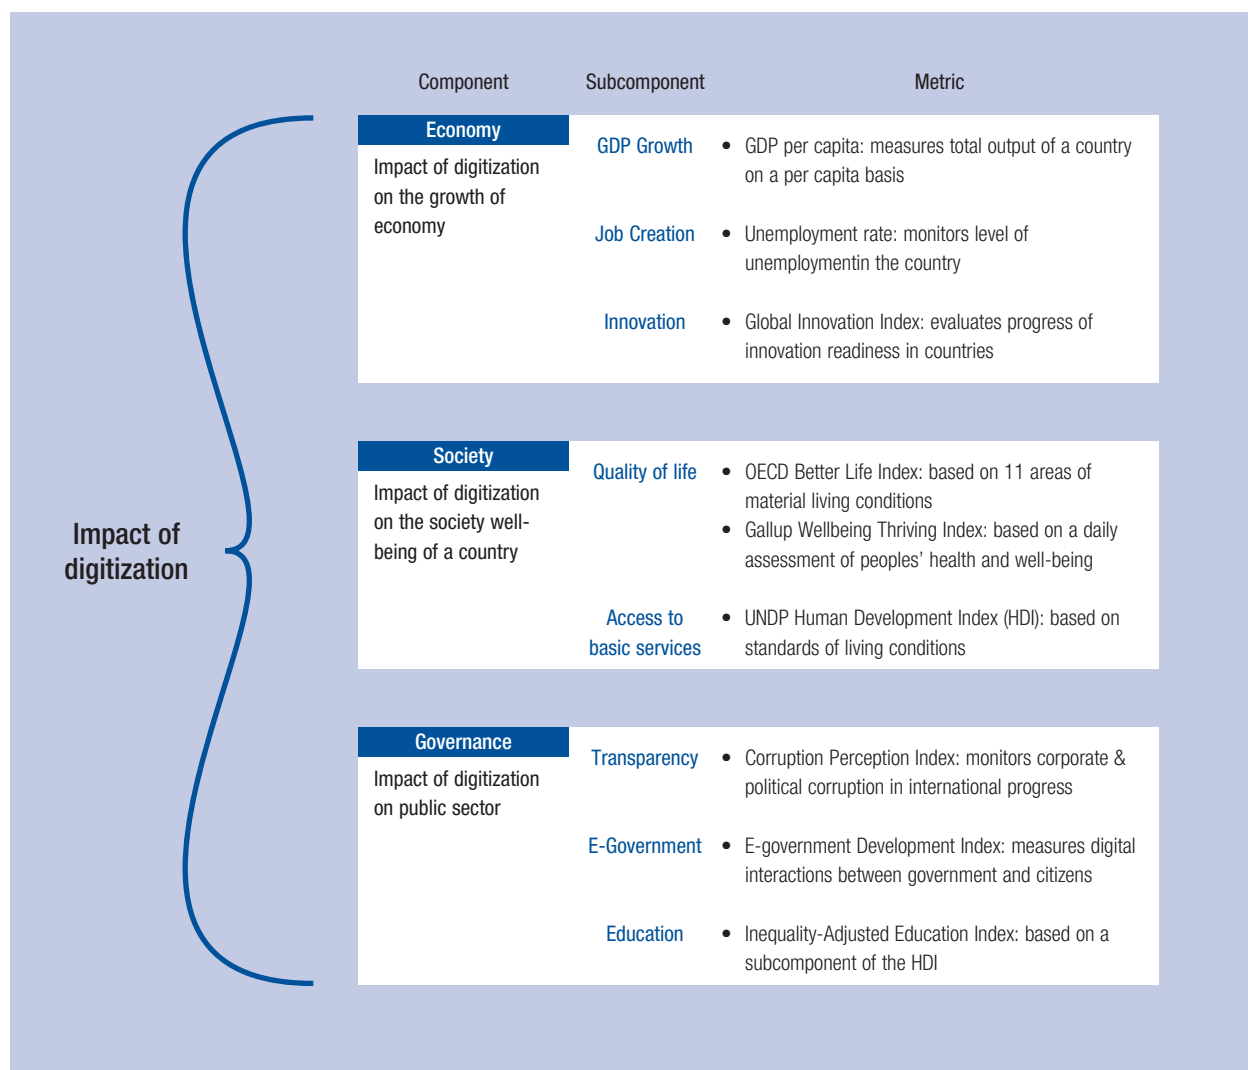 Component Subcomponent Metric
Economy
Impact of digitization
on the growth of
economy
GDP Growth
• GDP per capita: measures total output of a country
on a per capita basis
Job Creation
• Unemployment rate: monitors level of
unemploymentin the country
Innovation
• Global Innovation Index: evaluates progress of
innovation readiness in countries
Impact of
digitization
Society
Impact of digitization
on the society well-
being of a country
Quality of life
• OECD Better Life Index: based on 11 areas of
material living conditions
• Gallup Wellbeing Thriving Index: based on a daily
assessment of peoples’ health and well-being
Access to
basic services
• UNDP Human Development Index (HDI): based on
standards of living conditions
Governance
Impact of digitization
on public sector
Transparency
• Corruption Perception Index: monitors corporate &
political corruption in international progress
E-Government
• E-government Development Index: measures digital
interactions between government and citizens
Education
• Inequality-Adjusted Education Index: based on a
subcomponent of the HDI